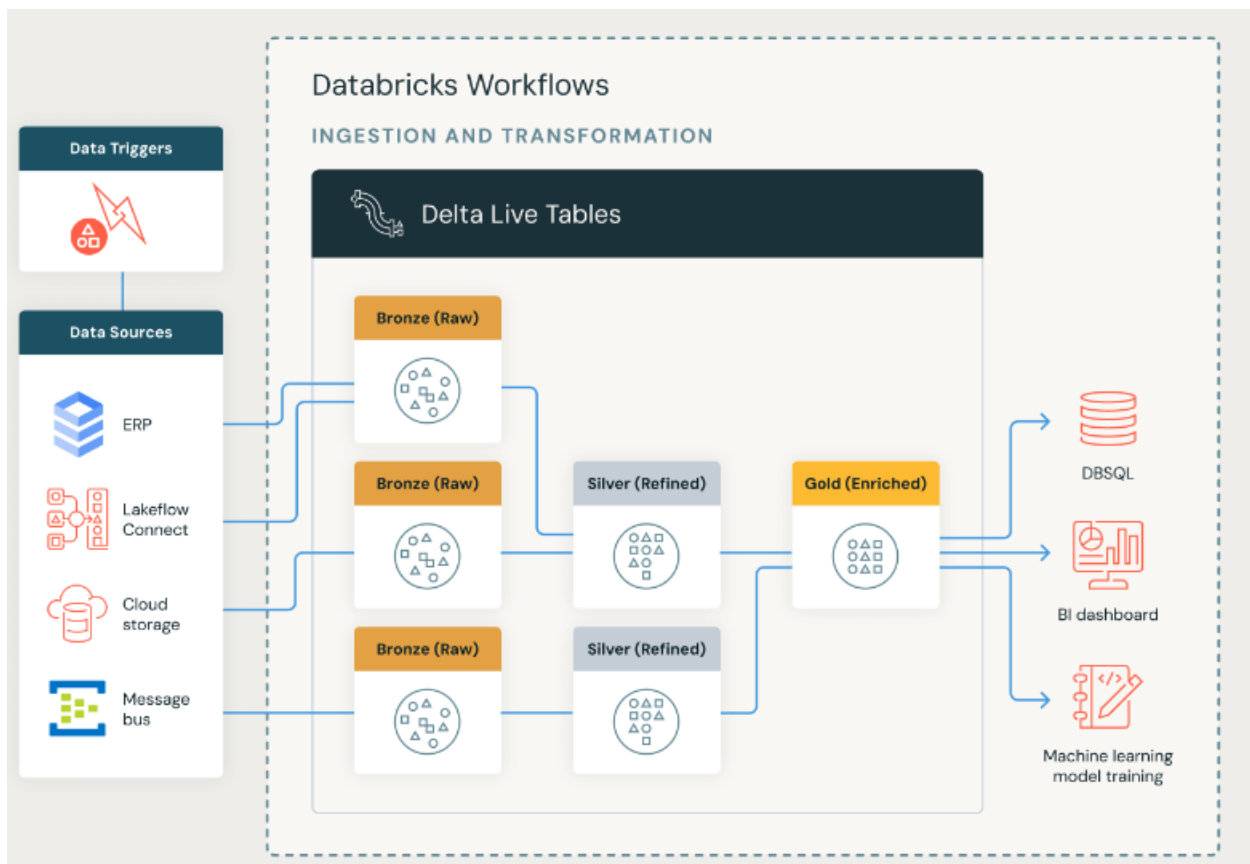 Databricks Workflows
INGESTION AND TRANSFORMATION
Data Triggers
Data Sources
ERP
Lakeflow
Connect
Cloud
storage
Message
bus
Delta Live Tables
Bronze (Raw)
Bronze (Raw)
Silver (Refined)
Gold (Enriched)
Bronze (Raw)
Silver (Refined)
DBSQL
BI dashboard
Machine learning
model training